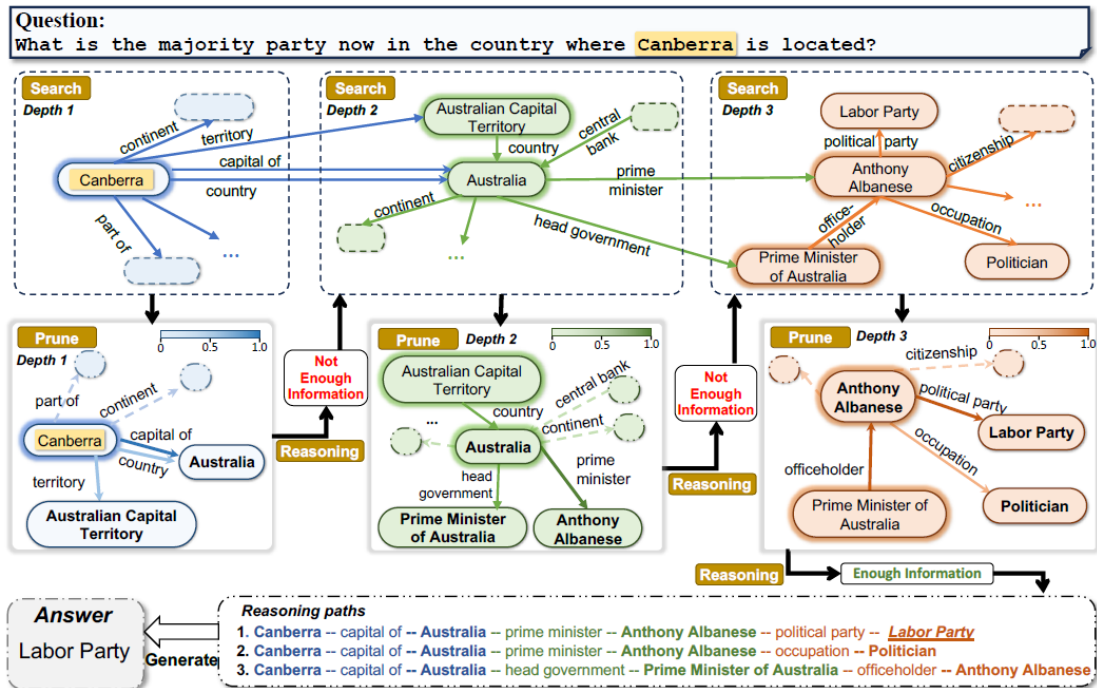 Question:
What is the majority party now in the country where Canberra is located?
Search
Depth 1
continent
territory
capital of
country
Canberra
part of
...
Search
Depth 2
Australian Capital
Territory
country
central
bank
Australia
prime
minister
continent
head government
...
Search
Depth 3
Labor Party
political party
citizenship
Anthony
Albanese
...
office-
holder
occupation
Prime Minister
of Australia
Politician
Prune
Depth 1
0 0.5 1.0
part of
continent
Canberra
capital of
country
Australia
territory
Australian Capital
Territory
Not
Enough
Information
Reasoning
Prune
Depth 2
0 0.5 1.0
Australian Capital
Territory
country
central bank
continent
...
Australia
head
government
prime
minister
Prime Minister
of Australia
Anthony
Albanese
Not
Enough
Information
Reasoning
Prune
Depth 3
0 0.5 1.0
citizenship
Anthony
Albanese
political party
Labor Party
occupation
officeholder
Prime Minister of
Australia
Politician
Reasoning
Enough Information
Answer
Labor Party
Generate
Reasoning paths
1. Canberra -- capital of -- Australia -- prime minister -- Anthony Albanese -- political party -- Labor Party
2. Canberra -- capital of -- Australia -- prime minister -- Anthony Albanese -- occupation -- Politician
3. Canberra -- capital of -- Australia -- head government -- Prime Minister of Australia -- officeholder -- Anthony Albanese